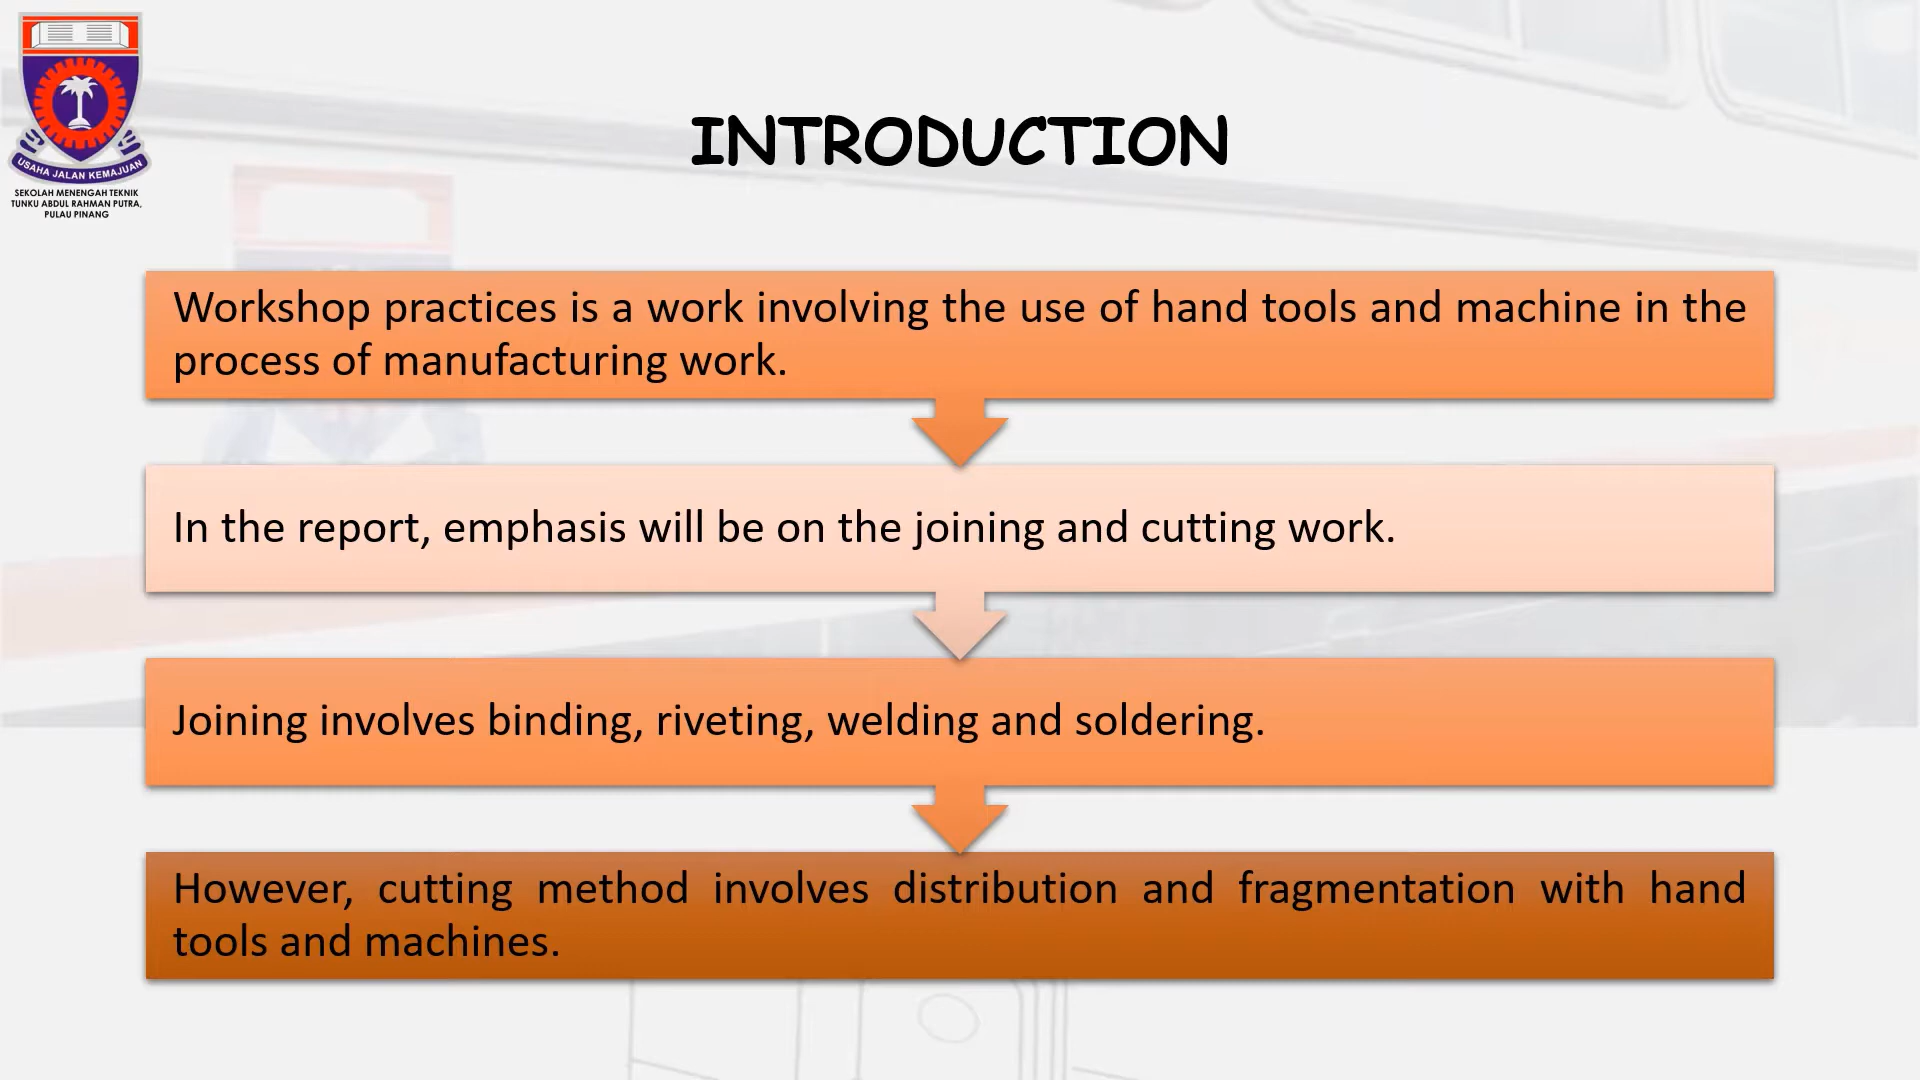 USAHA JALAN KEMAJUAN
SEKOLAH MENENGAH TEKNIK
TUNKU ABDUL RAHMAN PUTRA,
PULAU PINANG
INTRODUCTION
Workshop practices is a work involving the use of hand tools and machine in the
process of manufacturing work.
In the report, emphasis will be on the joining and cutting work.
Joining involves binding, riveting, welding and soldering.
However, cutting method involves distribution and fragmentation with hand
tools and machines.